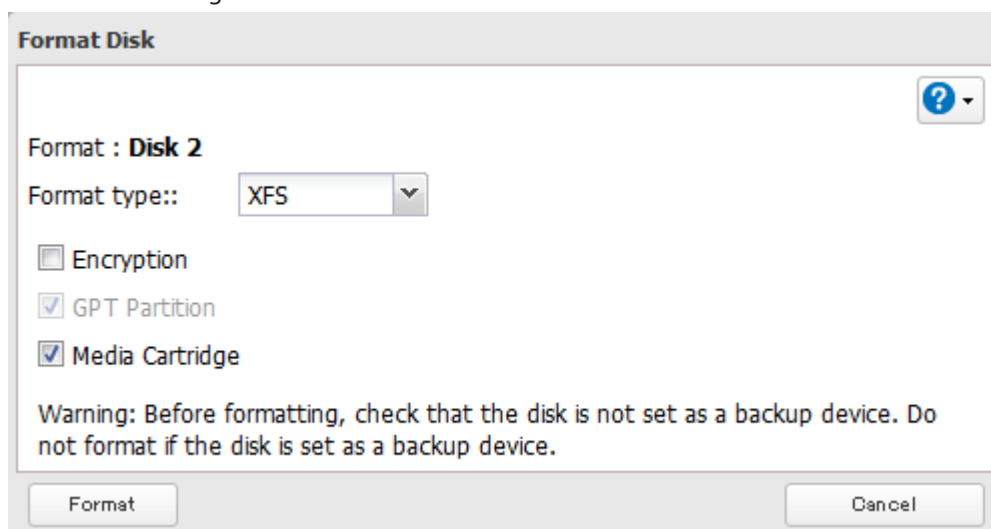 Format Disk
?
Format : Disk 2
Format type:: XFS
Encryption
GPT Partition
Media Cartridge
Warning: Before formatting, check that the disk is not set as a backup device. Do
not format if the disk is set as a backup device.
Format Cancel